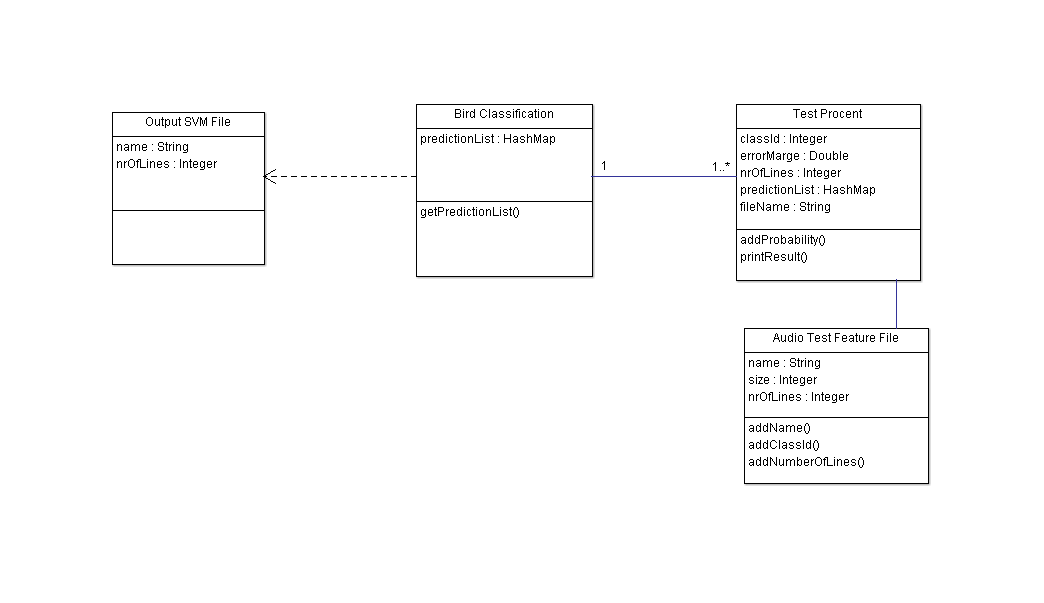 Output SVM File
name : String
nrOfLines : Integer
Bird Classification
predictionList : HashMap
getPredictionList()
1
1..*
Test Procent
classId : Integer
errorMarge : Double
nrOfLines : Integer
predictionList : HashMap
fileName : String
addProbability()
printResult()
Audio Test Feature File
name : String
size : Integer
nrOfLines : Integer
addName()
addClassId()
addNumberOfLines()